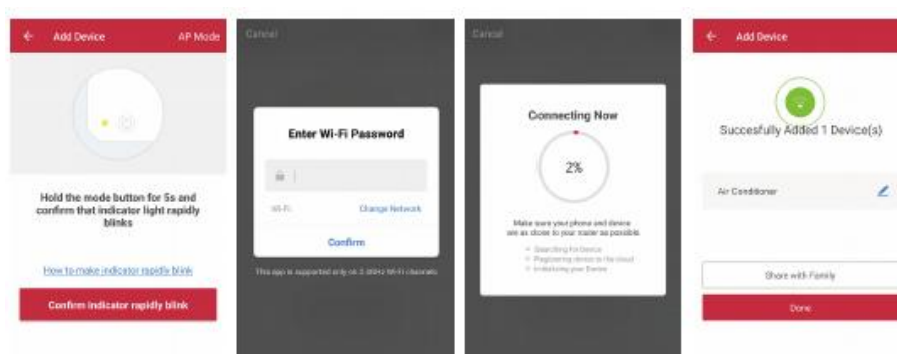 Add Device
AP Mode
Hold the mode button for 5s and
confirm that indicator light rapidly
blinks
How to make indicator rapidly blink
Confirm indicator rapidly blink
Cancel
Enter Wi-Fi Password
Wi-Fi:
Change Network
Confirm
This app is supported only on 2.4GHz Wi-Fi channels
Cancel
Connecting Now
2%
Make sure your phone and device
are as close to your router as possible
Searching for device
Registering device to the cloud
Initializing your device
Add Device
Succesfully Added 1 Device(s)
Air Conditioner
Share with Family
Done